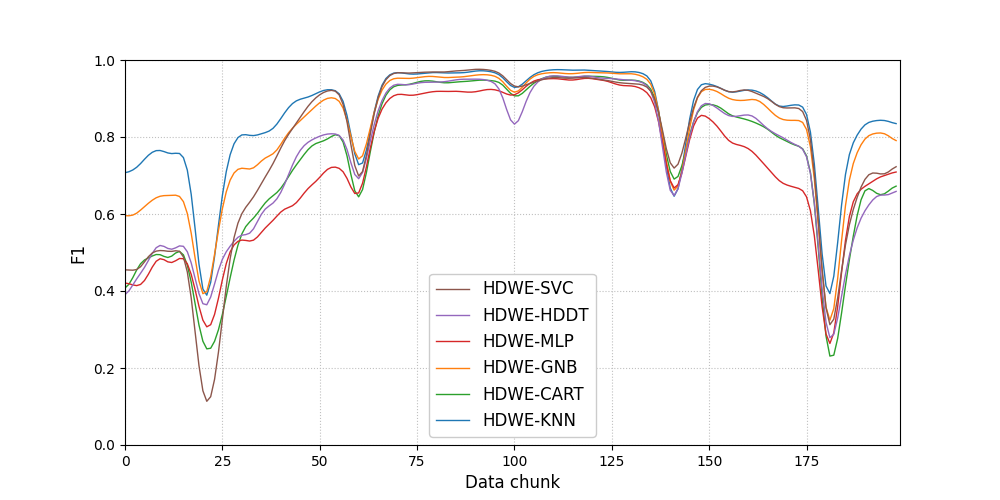 1.0
0.8
0.6
0.4
0.2
0.0
F1
HDWE-SVC
HDWE-HDDT
HDWE-MLP
HDWE-GNB
HDWE-CART
HDWE-KNN
0 25 50 75 100 125 150 175
Data chunk